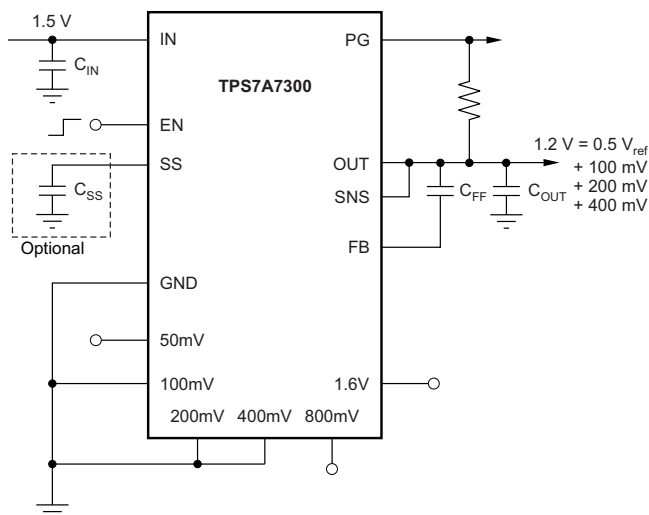 1.5 V
IN
PG
C_IN
TPS7A7300
EN
SS
OUT
1.2 V = 0.5 V_ref
+ 100 mV
+ 200 mV
+ 400 mV
C_SS
SNS
C_FF
C_OUT
Optional
FB
GND
50mV
100mV
1.6V
200mV 400mV 800mV